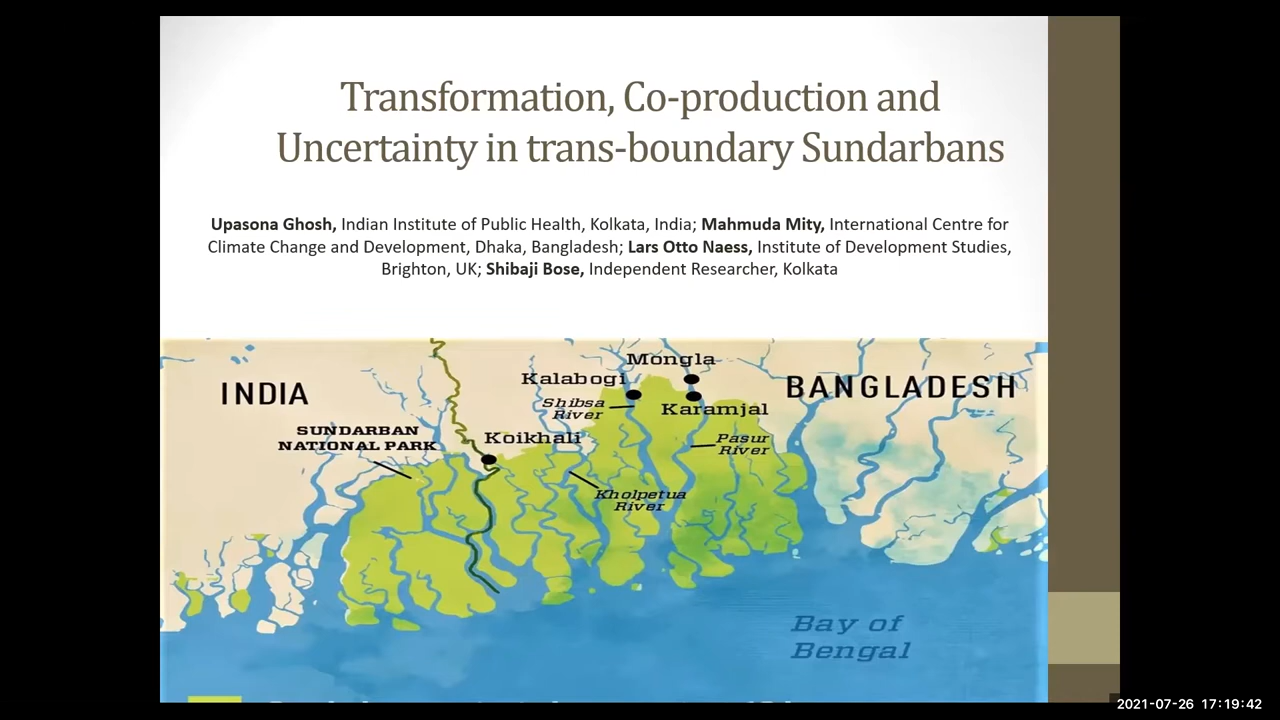 Transformation, Co-production and
Uncertainty in trans-boundary Sundarbans
Upasona Ghosh, Indian Institute of Public Health, Kolkata, India; Mahmuda Mity, International Centre for
Climate Change and Development, Dhaka, Bangladesh; Lars Otto Naess, Institute of Development Studies,
Brighton, UK; Shibaji Bose, Independent Researcher, Kolkata
Mongla
Kalabogi
INDIA
BANGLADESH
Shibsa
River
Karamjal
SUNDARBAN
NATIONAL PARK
Koikhali
Pasur
River
Kholpetua
River
Bay of
Bengal
2021-07-26 17:19:42